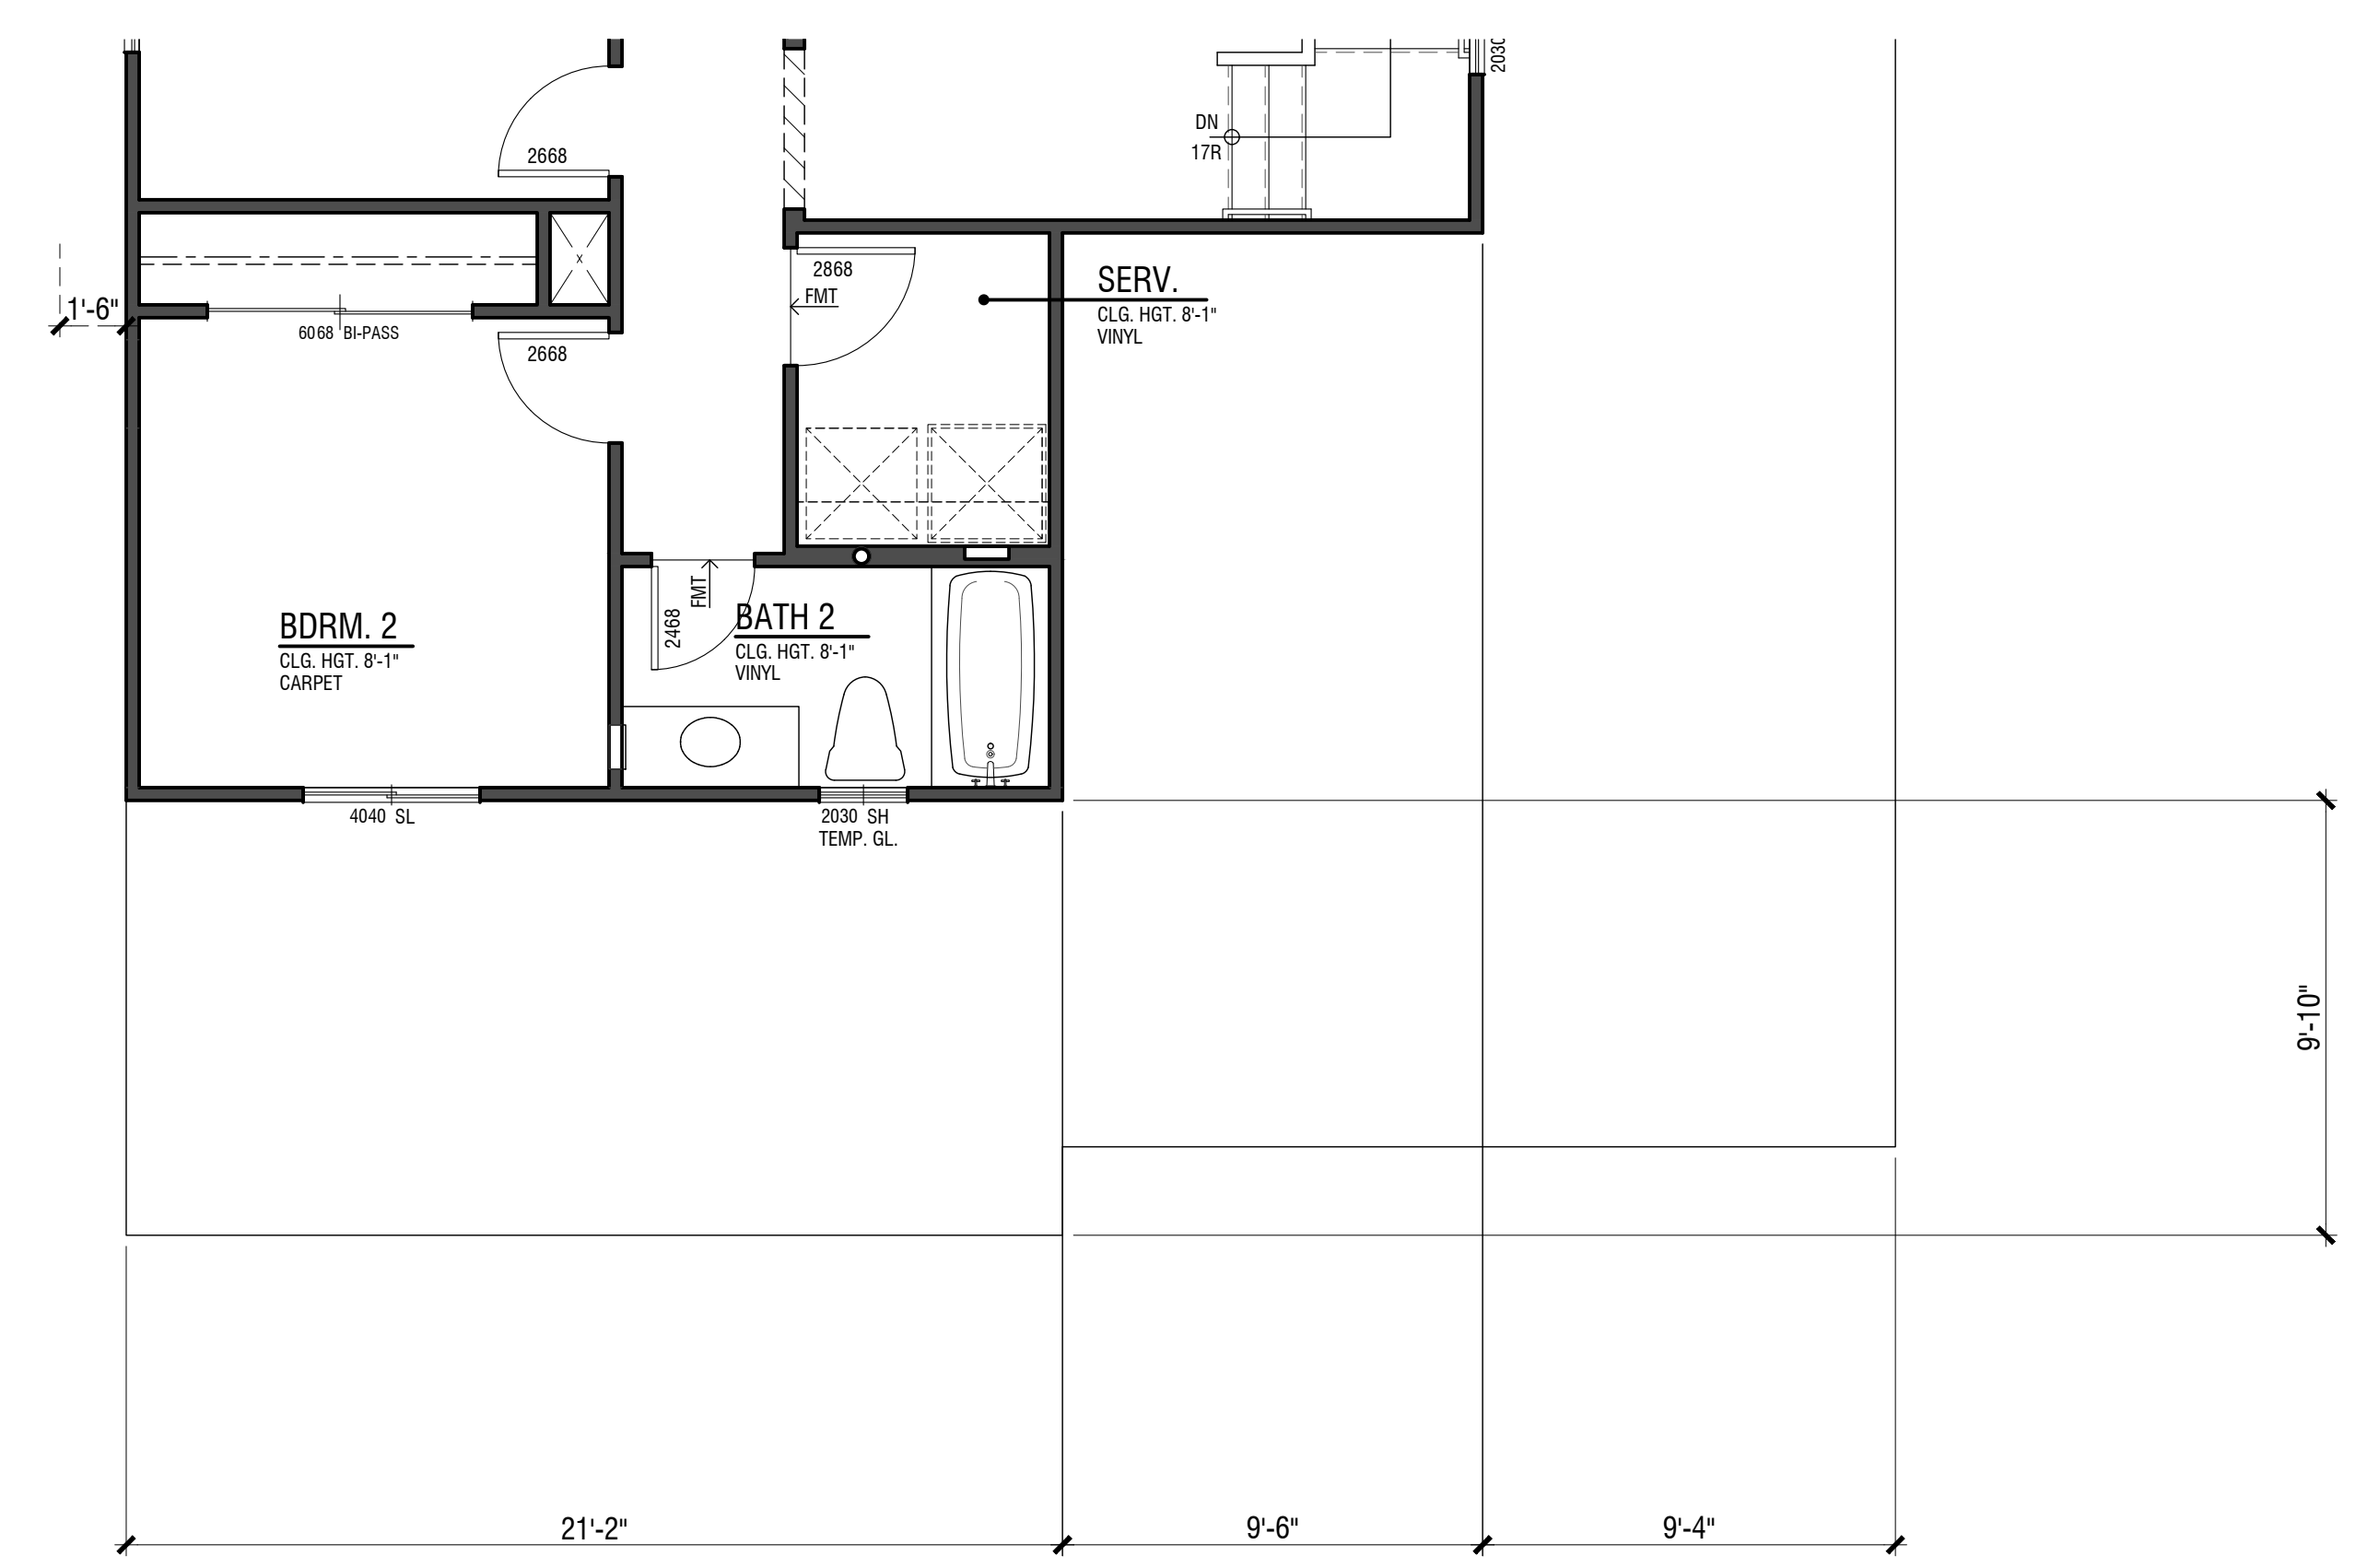 2030
DN
17R
2668
2868
FMT
SERV.
CLG. HGT. 8'-1"
VINYL
1'-6"
6068 BI-PASS
2668
X
FMT
2468
BATH 2
CLG. HGT. 8'-1"
VINYL
BDRM. 2
CLG. HGT. 8'-1"
CARPET
4040 SL
2030 SH
TEMP. GL.
9'-10"
21'-2"
9'-6"
9'-4"